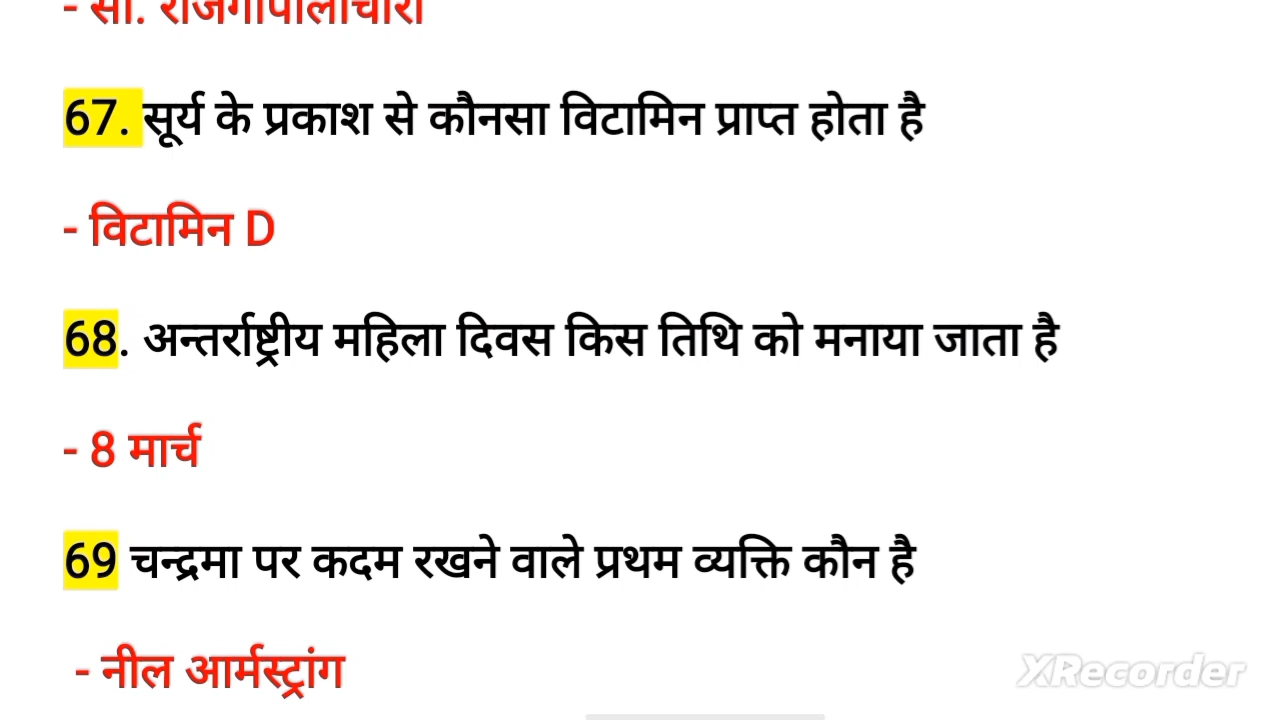 - सी. राजगोपालाचारी
67. सूर्य के प्रकाश से कौनसा विटामिन प्राप्त होता है
- विटामिन D
68. अन्तर्राष्ट्रीय महिला दिवस किस तिथि को मनाया जाता है
- 8 मार्च
69 चन्द्रमा पर कदम रखने वाले प्रथम व्यक्ति कौन है
- नील आर्मस्ट्रांग
XRecorder